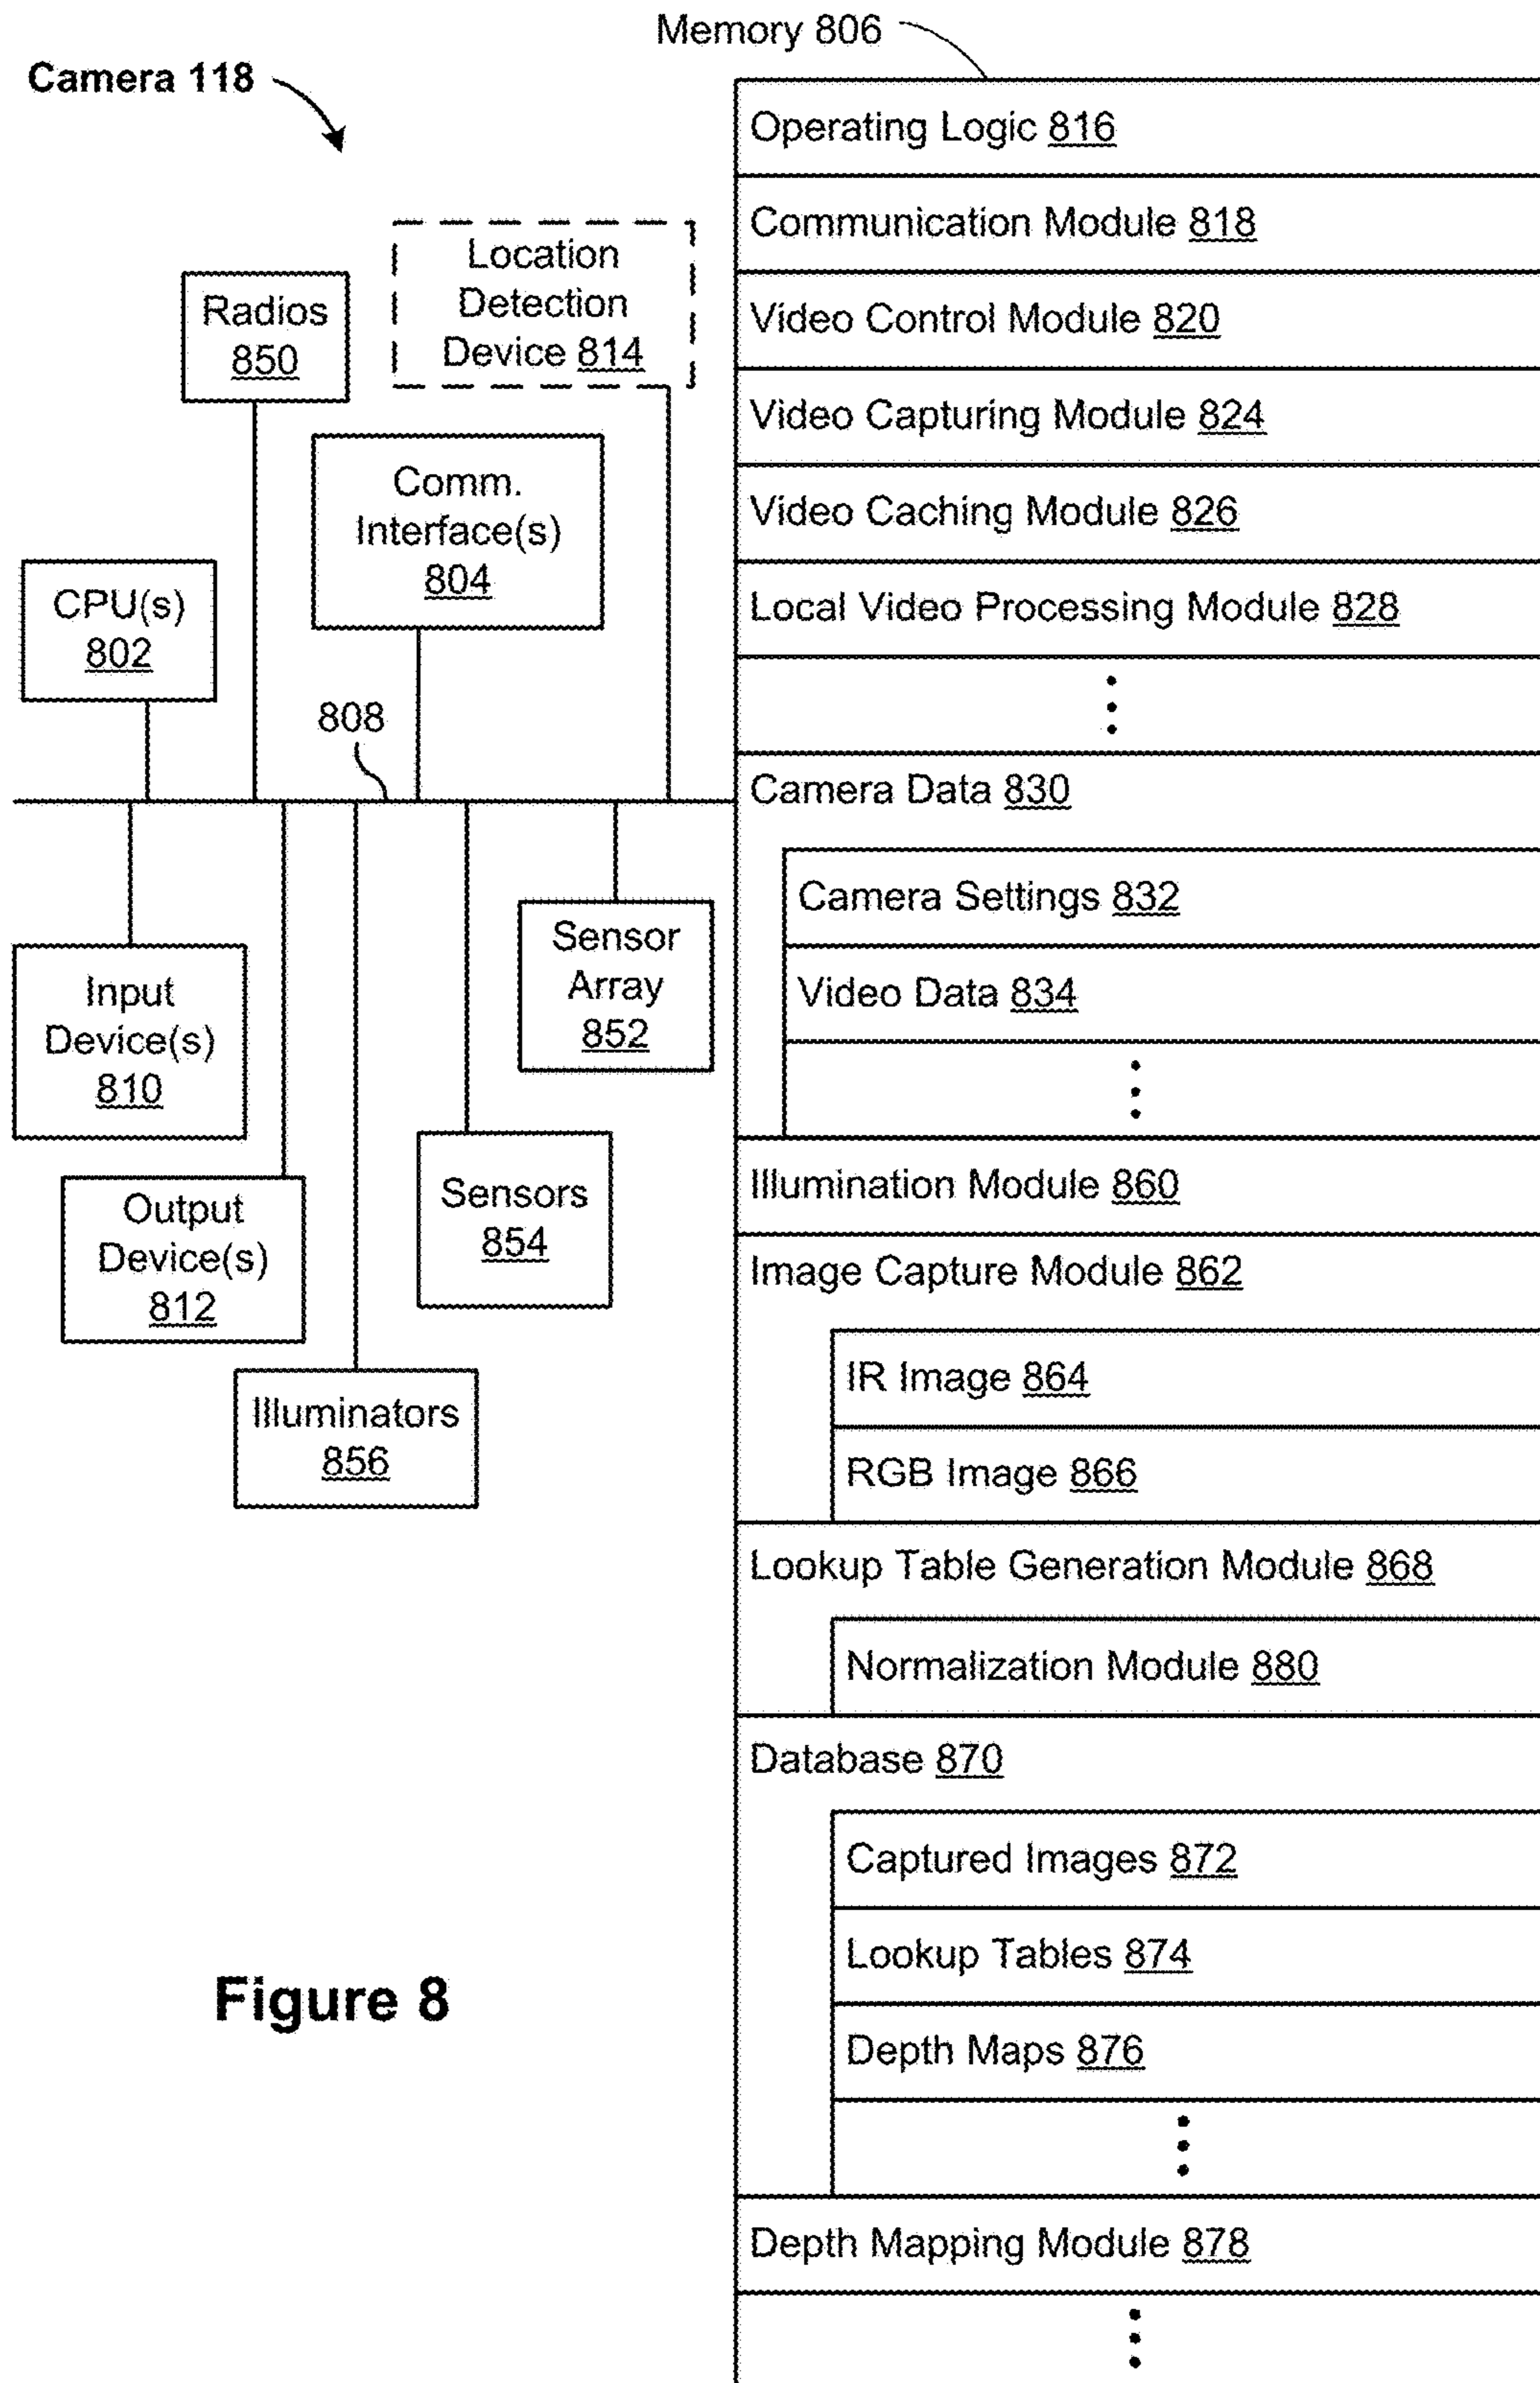 Memory 806
Camera 118
Location
Detection
Device 814
Radios
850
Comm.
Interface(s)
804
CPU(s)
802
808
Input
Device(s)
810
Output
Device(s)
812
Sensor
Array
852
Sensors
854
Illuminators
856
Operating Logic 816
Communication Module 818
Video Control Module 820
Video Capturing Module 824
Video Caching Module 826
Local Video Processing Module 828
Camera Data 830
Camera Settings 832
Video Data 834
Illumination Module 860
Image Capture Module 862
IR Image 864
RGB Image 866
Lookup Table Generation Module 868
Normalization Module 880
Database 870
Captured Images 872
Lookup Tables 874
Depth Maps 876
Depth Mapping Module 878
Figure 8